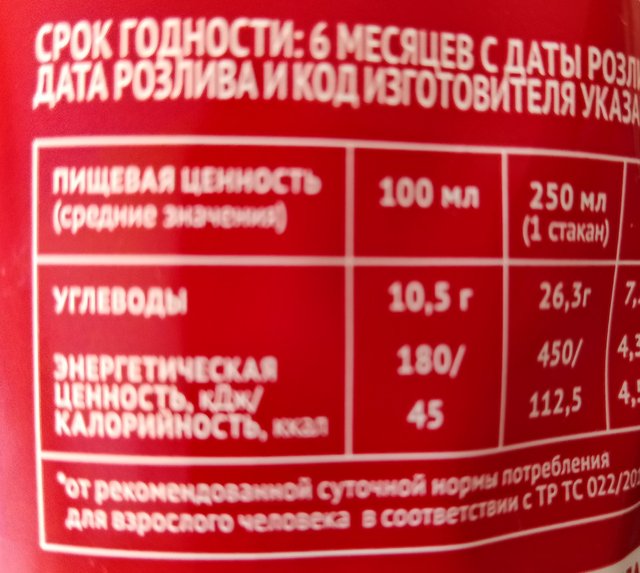 СРОК ГОДНОСТИ: 6 МЕСЯЦЕВ С ДАТЫ
ДАТА РОЗЛИВА И КОД ИЗГОТОВИТЕЛЯ
ПИЩЕВАЯ ЦЕННОСТЬ 100 мл 250 мл
(средние значения) (1 стакан)
УГЛЕВОДЫ 10,5 г 26,3г
ЭНЕРГЕТИЧЕСКАЯ 180/ 450/
ЦЕННОСТЬ, кДж/ 45 112,5
КАЛОРИЙНОСТЬ, ккал
*от рекомендованной суточной нормы потребления
для взрослого человека в соответствии с ТР ТС 022/